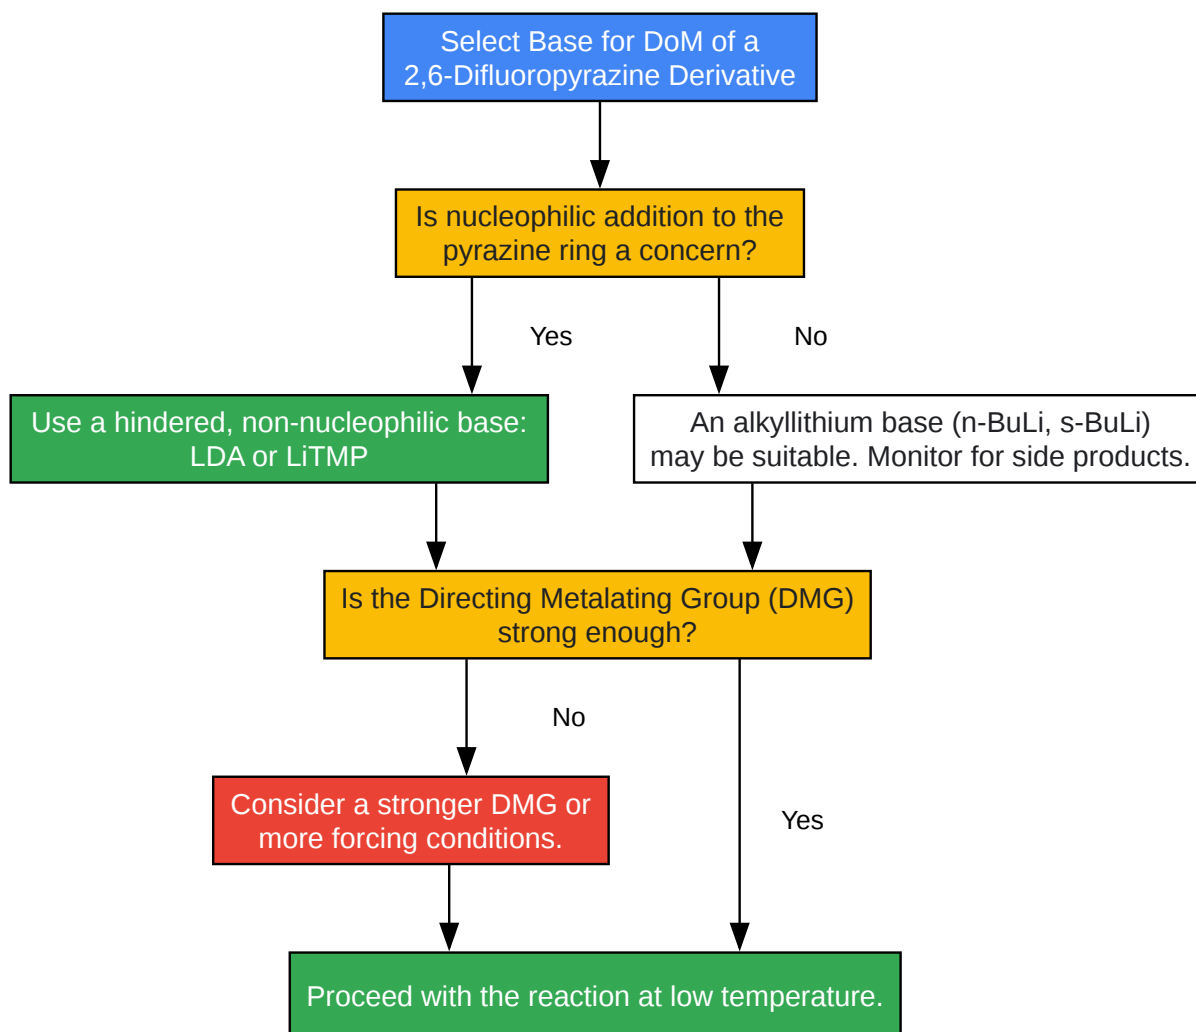 Select Base for DoM of a
2,6-Difluoropyrazine Derivative
Is nucleophilic addition to the
pyrazine ring a concern?
Yes
No
Use a hindered, non-nucleophilic base:
LDA or LiTMP
An alkyllithium base (n-BuLi, s-BuLi)
may be suitable. Monitor for side products.
Is the Directing Metalating Group (DMG)
strong enough?
No
Consider a stronger DMG or
more forcing conditions.
Yes
Proceed with the reaction at low temperature.